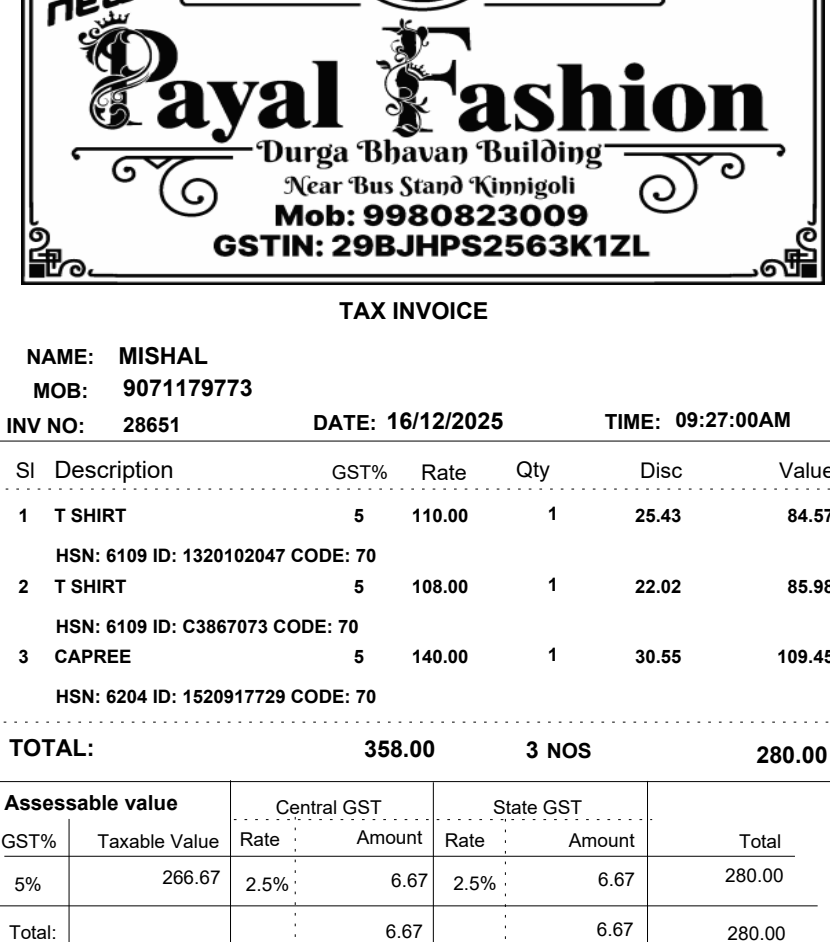 new
Payal Fashion
Durga Bhavan Building
Near Bus Stand Kinnigoli
Mob: 9980823009
GSTIN: 29BJHPS2563K1ZL
TAX INVOICE
NAME: MISHAL
MOB: 9071179773
INV NO: 28651 DATE: 16/12/2025 TIME: 09:27:00AM
Sl Description GST% Rate Qty Disc Value
1 T SHIRT 5 110.00 1 25.43 84.57
HSN: 6109 ID: 1320102047 CODE: 70
2 T SHIRT 5 108.00 1 22.02 85.98
HSN: 6109 ID: C3867073 CODE: 70
3 CAPREE 5 140.00 1 30.55 109.45
HSN: 6204 ID: 1520917729 CODE: 70
TOTAL: 358.00 3 NOS 280.00
Assessable value Central GST State GST
GST% Taxable Value Rate Amount Rate Amount Total
5% 266.67 2.5% 6.67 2.5% 6.67 280.00
Total: 6.67 6.67 280.00